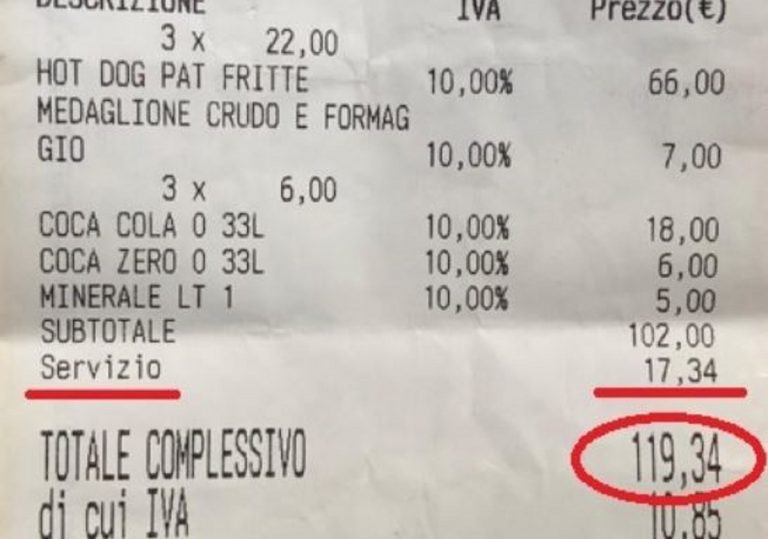 DESCRIZIONE IVA Prezzo(€)
3 x 22,00
HOT DOG PAT FRITTE 10,00% 66,00
MEDAGLIONE CRUDO E FORMAG
GIO 10,00% 7,00
3 x 6,00
COCA COLA 0 33L 10,00% 18,00
COCA ZERO 0 33L 10,00% 6,00
MINERALE LT 1 10,00% 5,00
SUBTOTALE 102,00
Servizio 17,34
TOTALE COMPLESSIVO 119,34
di cui IVA 10,85